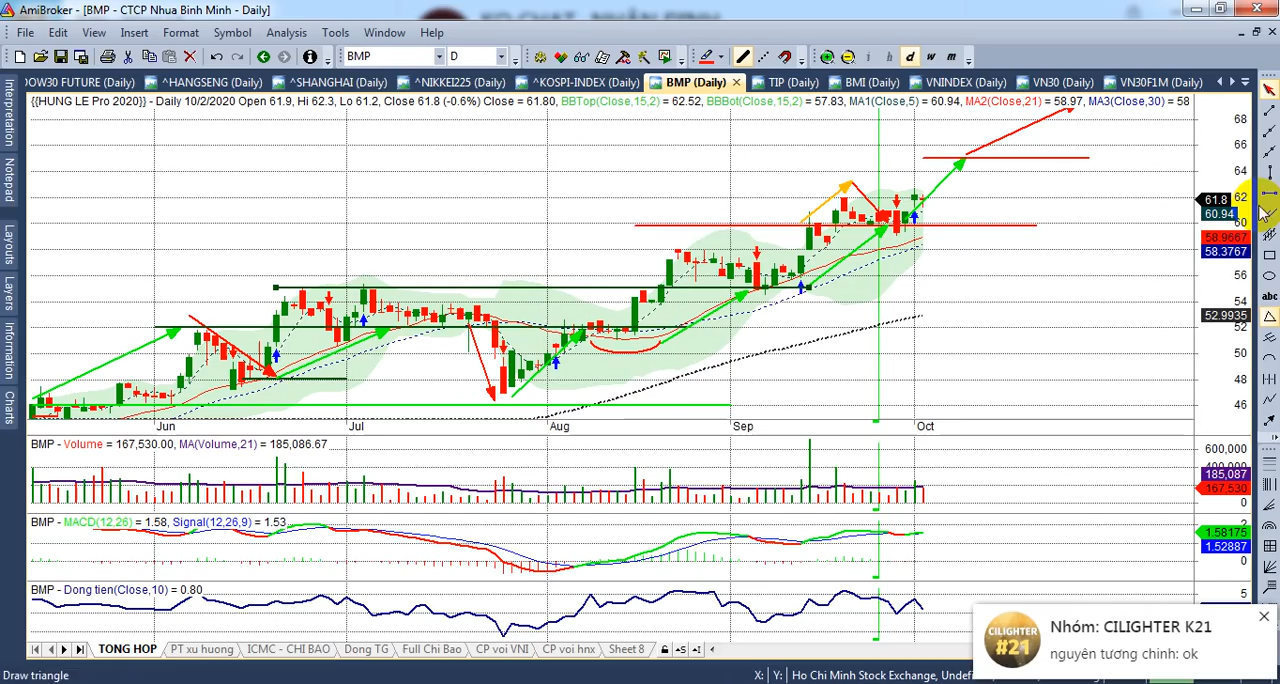 AmiBroker - [BMP - CTCP Nhua Binh Minh - Daily]
File Edit View Insert Format Symbol Analysis Tools Window Help
BMP D i h d w m
DOW30 FUTURE (Daily) ^HANGSENG (Daily) ^SHANGHAI (Daily) ^NIKKEI225 (Daily) ^KOSPI-INDEX (Daily) BMP (Daily) TIP (Daily) BMI (Daily) VNINDEX (Daily) VN30 (Daily) VN30F1M (Daily)
{{HUNG LE Pro 2020}} - Daily 10/2/2020 Open 61.9, Hi 62.3, Lo 61.2, Close 61.8 (-0.6%) Close = 61.80, BBTop(Close,15,2) = 62.52, BBBot(Close,15,2) = 57.83, MA1(Close,5) = 60.94, MA2(Close,21) = 58.97, MA3(Close,30) = 58
Interpretation
Notepad
Layouts
Layers
Information
Charts
68
66
64
62
61.8
60.94
60
58.9667
58.3767
56
54
52.9935
52
50
48
46
abc
Jun Jul Aug Sep Oct
BMP - Volume = 167,530.00, MA(Volume,21) = 185,086.67
600,000
400,000
185,087
167,530
0
BMP - MACD(12,26) = 1.58, Signal(12,26,9) = 1.53
2
1.58175
1.52887
0
BMP - Dong tien(Close,10) = 0.80
5
CILIGHTER
#21
Nhóm: CILIGHTER K21
nguyên tương chinh: ok
TONG HOP PT xu hướng ICMC - CHI BAO Dong TG Full Chi Bao CP voi VNI CP voi hnx Sheet 8
Draw triangle
X: Y: Ho Chi Minh Stock Exchange, Undef